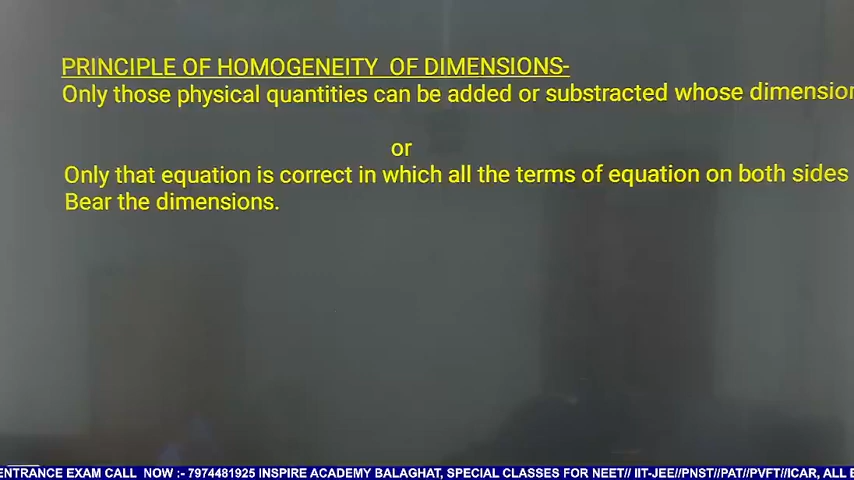 PRINCIPLE OF HOMOGENEITY OF DIMENSIONS-
Only those physical quantities can be added or substracted whose dimension
or
Only that equation is correct in which all the terms of equation on both sides
Bear the dimensions.
ENTRANCE EXAM CALL NOW :- 7974481925 INSPIRE ACADEMY BALAGHAT, SPECIAL CLASSES FOR NEET// IIT-JEE//PNST//PAT//PVFT//ICAR, ALL